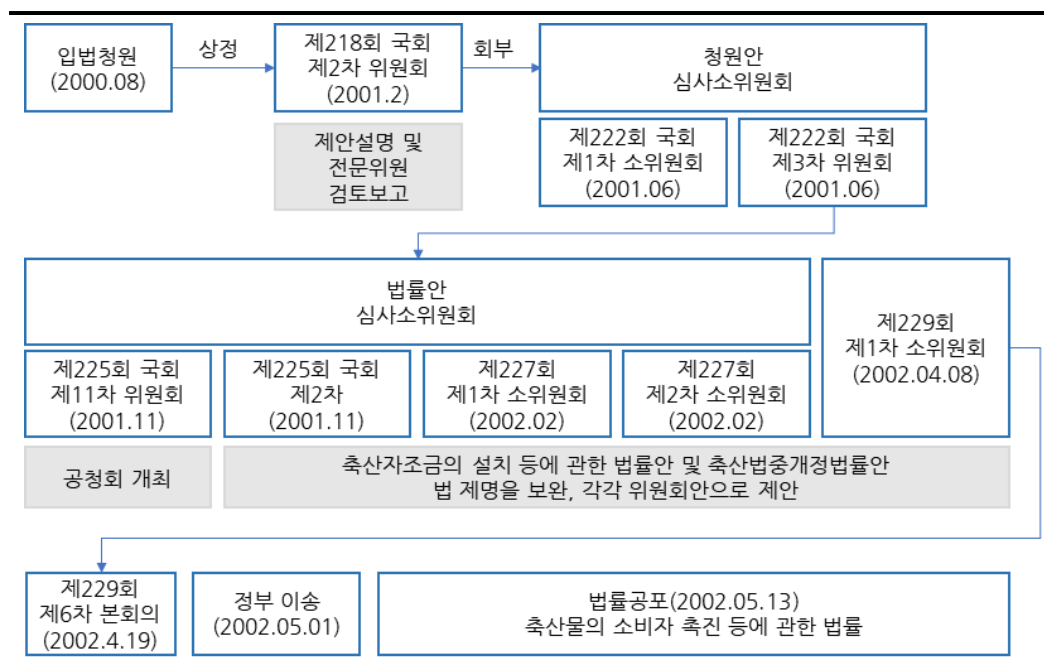 입법청원
(2000.08)
상정
제218회 국회
제2차 위원회
(2001.2)
회부
청원안
심사소위원회
제안설명 및
전문위원
검토보고
제222회 국회
제1차 소위원회
(2001.06)
제222회 국회
제3차 위원회
(2001.06)
법률안
심사소위원회
제229회
제1차 소위원회
(2002.04.08)
제225회 국회
제11차 위원회
(2001.11)
제225회 국회
제2차
(2001.11)
제227회
제1차 소위원회
(2002.02)
제227회
제2차 소위원회
(2002.02)
공청회 개최
축산자조금의 설치 등에 관한 법률안 및 축산법중개정법률안
법 제명을 보완, 각각 위원회안으로 제안
제229회
제6차 본회의
(2002.4.19)
정부 이송
(2002.05.01)
법률공포(2002.05.13)
축산물의 소비자 촉진 등에 관한 법률